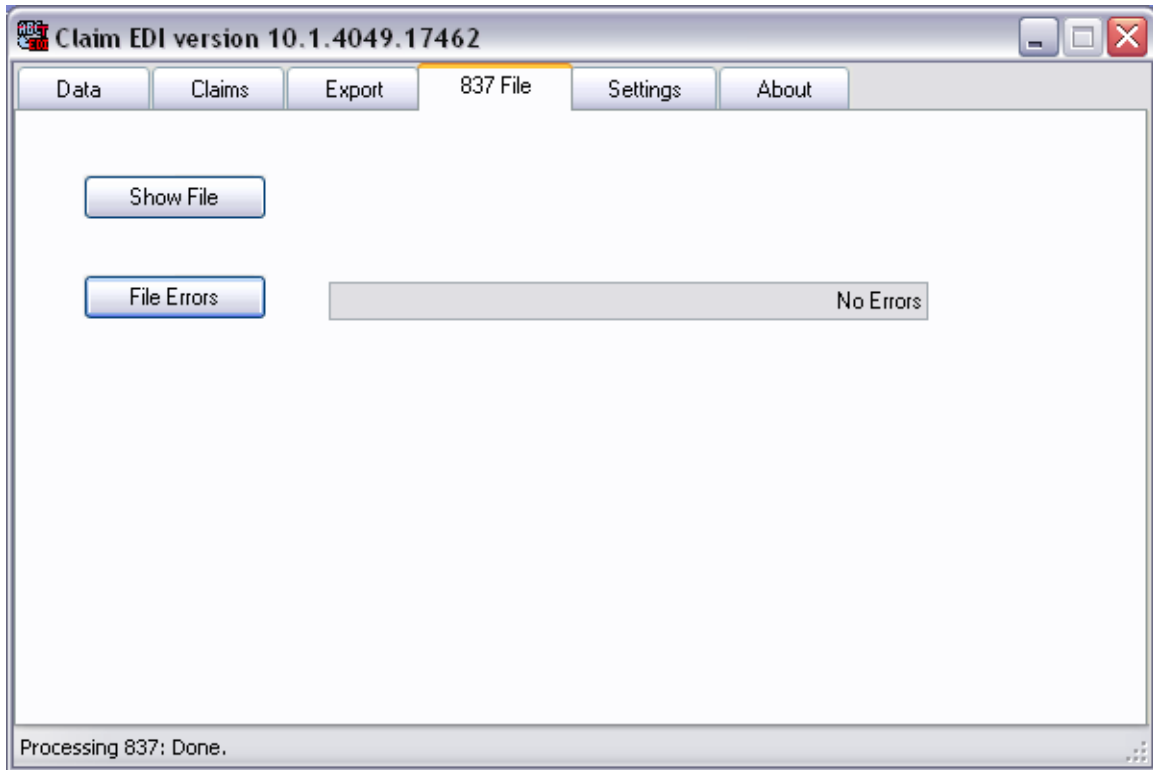 Claim EDI version 10.1.4049.17462
Data Claims Export 837 File Settings About
Show File
File Errors No Errors
Processing 837: Done.